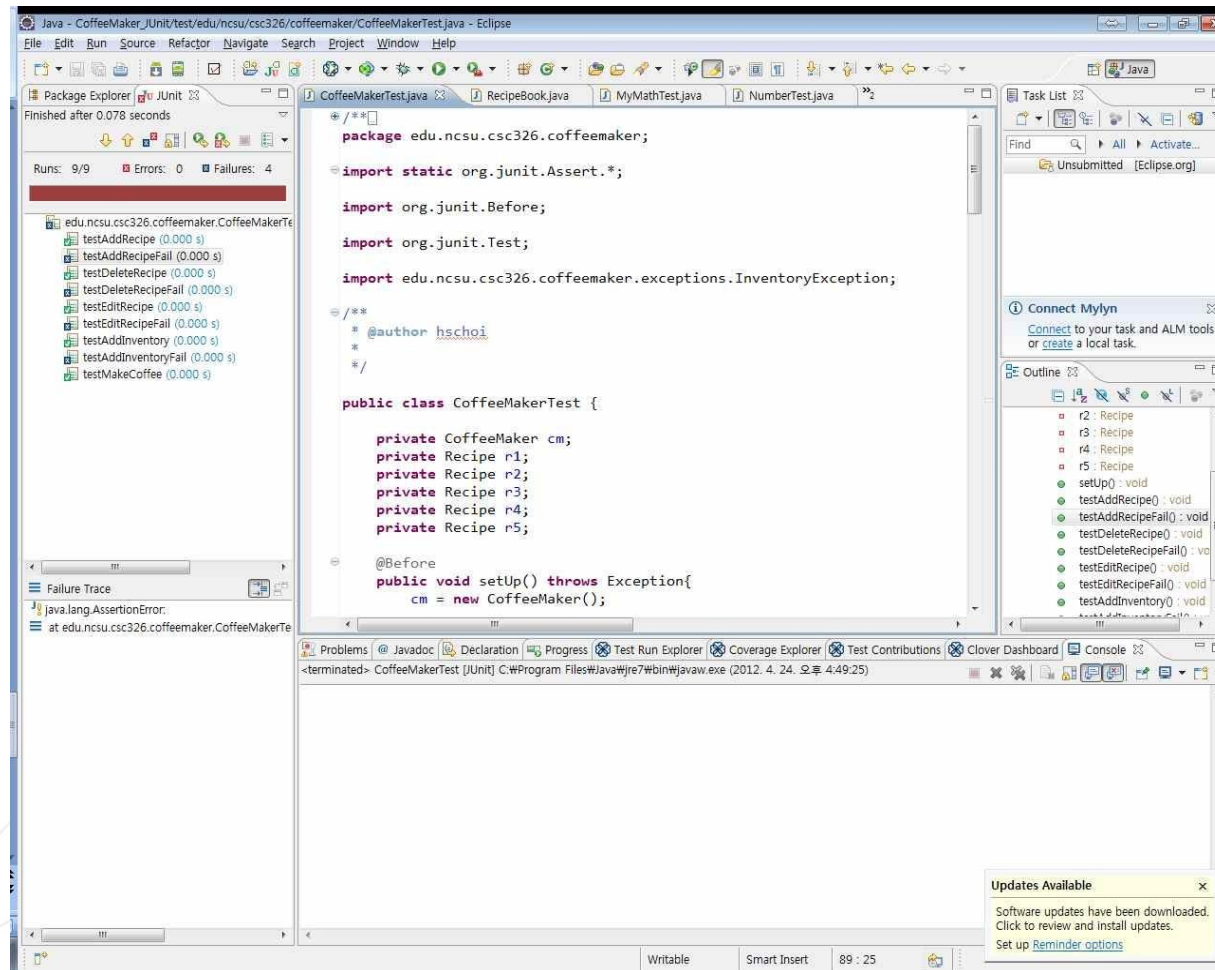 Java - CoffeeMaker_JUnit/test/edu/ncsu/csc326/coffeemaker/CoffeeMakerTest.java - Eclipse
File Edit Run Source Refactor Navigate Search Project Window Help
Java
Package Explorer JUnit
Finished after 0.078 seconds
Runs: 9/9 Errors: 0 Failures: 4
edu.ncsu.csc326.coffeemaker.CoffeeMakerTe
testAddRecipe (0.000 s)
testAddRecipeFail (0.000 s)
testDeleteRecipe (0.000 s)
testDeleteRecipeFail (0.000 s)
testEditRecipe (0.000 s)
testEditRecipeFail (0.000 s)
testAddInventory (0.000 s)
testAddInventoryFail (0.000 s)
testMakeCoffee (0.000 s)
Failure Trace
java.lang.AssertionError:
at edu.ncsu.csc326.coffeemaker.CoffeeMakerTe
CoffeeMakerTest.java RecipeBook.java MyMathTest.java NumberTest.java »2
/**
package edu.ncsu.csc326.coffeemaker;
import static org.junit.Assert.*;
import org.junit.Before;
import org.junit.Test;
import edu.ncsu.csc326.coffeemaker.exceptions.InventoryException;
/**
* @author hschoi
*
*/
public class CoffeeMakerTest {
private CoffeeMaker cm;
private Recipe r1;
private Recipe r2;
private Recipe r3;
private Recipe r4;
private Recipe r5;
@Before
public void setUp() throws Exception{
cm = new CoffeeMaker();
Task List
Find All Activate...
Unsubmitted [Eclipse.org]
Connect Mylyn
Connect to your task and ALM tools
or create a local task.
Outline
r2 : Recipe
r3 : Recipe
r4 : Recipe
r5 : Recipe
setUp() : void
testAddRecipe() : void
testAddRecipeFail() : void
testDeleteRecipe() : void
testDeleteRecipeFail() : vo
testEditRecipe() : void
testEditRecipeFail() : void
testAddInventory() : void
Problems @ Javadoc Declaration Progress Test Run Explorer Coverage Explorer Test Contributions Clover Dashboard Console
<terminated> CoffeeMakerTest [JUnit] C:₩Program Files₩Java₩jre7₩bin₩javaw.exe (2012. 4. 24. 오후 4:49:25)
Updates Available x
Software updates have been downloaded.
Click to review and install updates.
Set up Reminder options
Writable Smart Insert 89 : 25